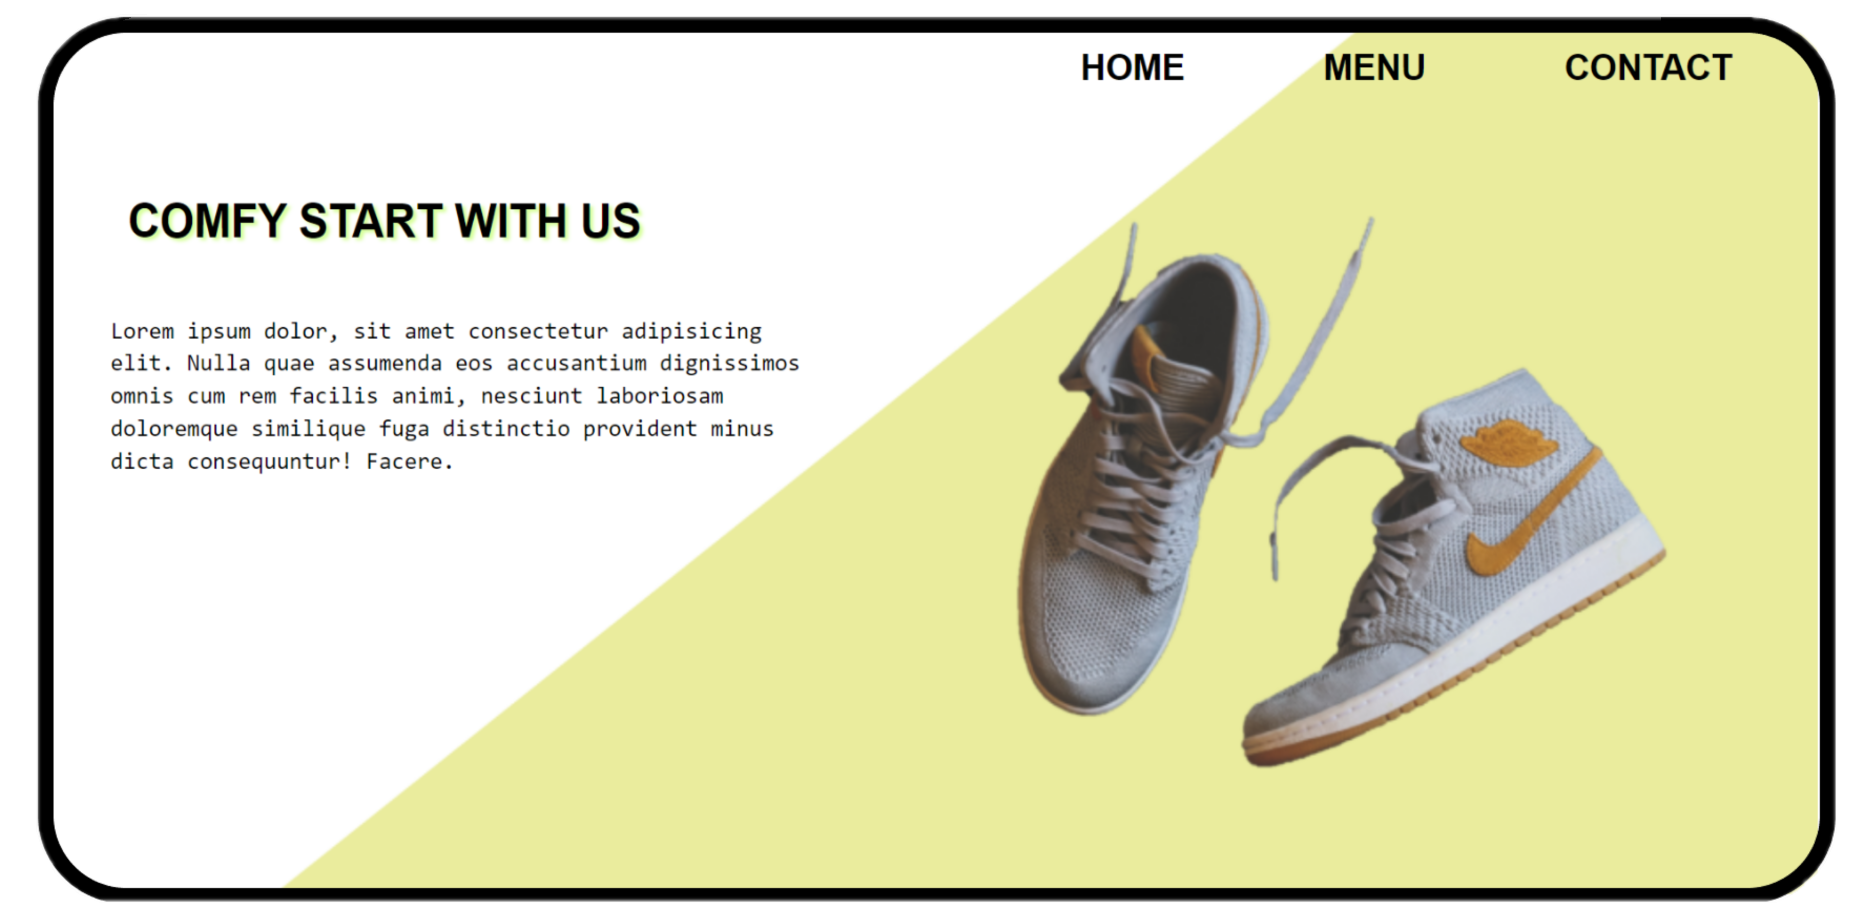 HOME MENU CONTACT
COMFY START WITH US
Lorem ipsum dolor, sit amet consectetur adipisicing
elit. Nulla quae assumenda eos accusantium dignissimos
omnis cum rem facilis animi, nesciunt laboriosam
doloremque similique fuga distinctio provident minus
dicta consequuntur! Facere.